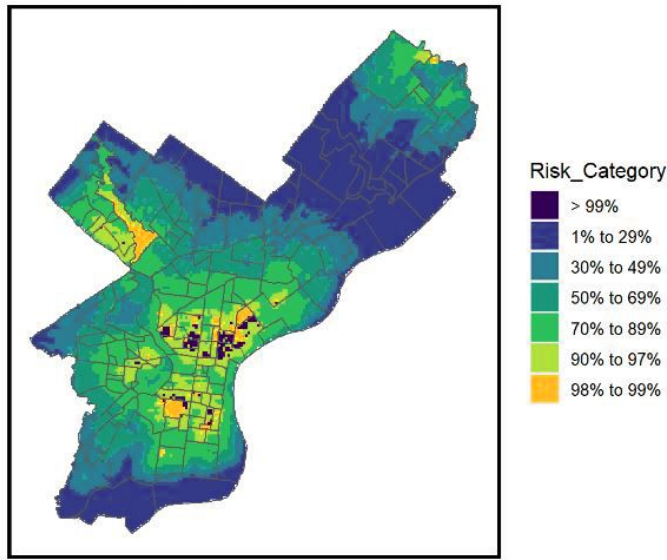 Risk_Category
> 99%
1% to 29%
30% to 49%
50% to 69%
70% to 89%
90% to 97%
98% to 99%